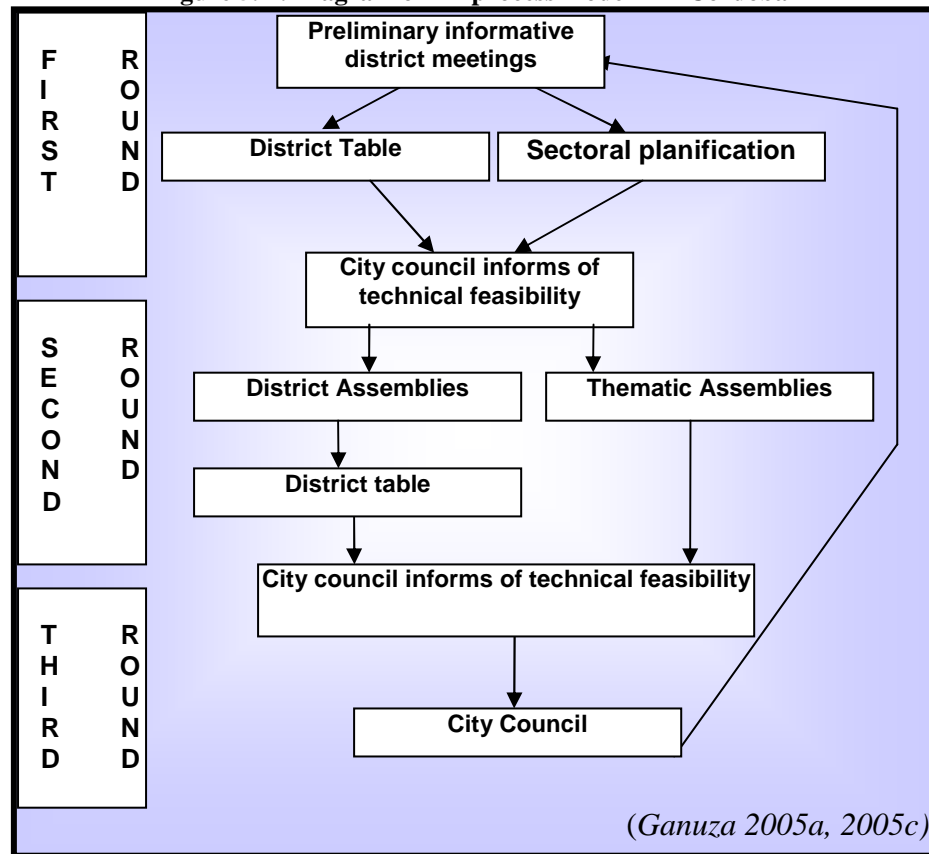 Preliminary informative
district meetings
FIRST ROUND
District Table
Sectoral planification
City council informs of
technical feasibility
SECOND ROUND
District Assemblies
Thematic Assemblies
District table
City council informs of technical feasibility
THIRD ROUND
City Council
(Ganuza 2005a, 2005c)